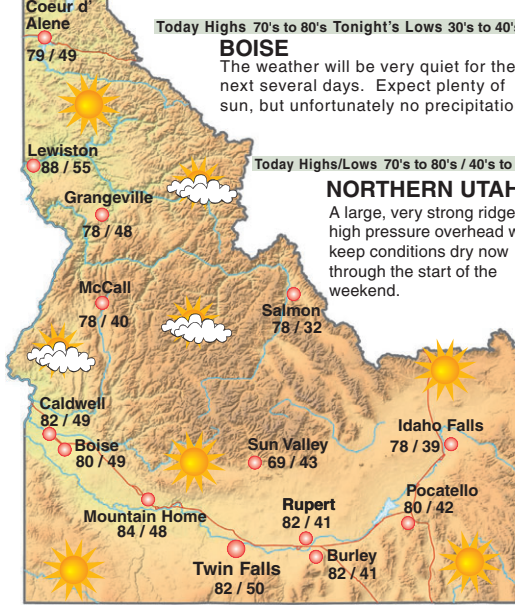 Coeur d'
Alene
79 / 49
Today Highs 70's to 80's Tonight's Lows 30's to 40's
BOISE
The weather will be very quiet for the
next several days. Expect plenty of
sun, but unfortunately no precipitatio
Lewiston
88 / 55
Today Highs/Lows 70's to 80's / 40's to
Grangeville
78 / 48
NORTHERN UTAH
A large, very strong ridge
high pressure overhead w
keep conditions dry now
through the start of the
weekend.
McCall
78 / 40
Salmon
78 / 32
Caldwell
82 / 49
Boise
80 / 49
Sun Valley
69 / 43
Idaho Falls
78 / 39
Mountain Home
84 / 48
Rupert
82 / 41
Pocatello
80 / 42
Twin Falls
82 / 50
Burley
82 / 41